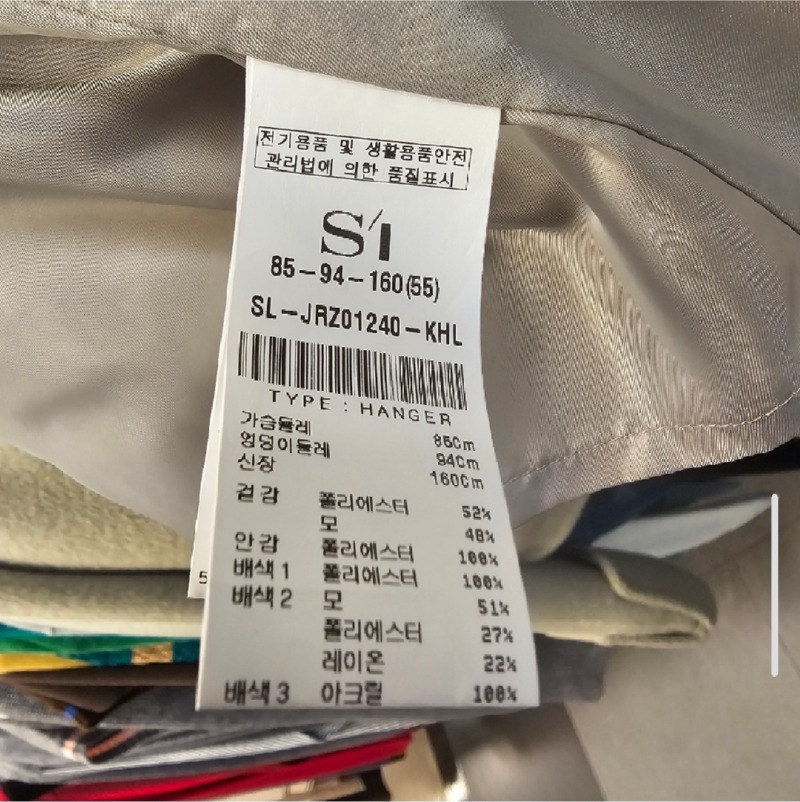 전기용품 및 생활용품안전
관리법에 의한 품질표시
S'I
85-94-160(55)
SL-JRZ01240-KHL
TYPE : HANGER
가슴둘레 85Cm
엉덩이둘레 94Cm
신장 160Cm
겉감 폴리에스터 52%
모 48%
안감 폴리에스터 100%
배색1 폴리에스터 100%
배색2 모 51%
폴리에스터 27%
레이온 22%
배색3 아크릴 100%
5